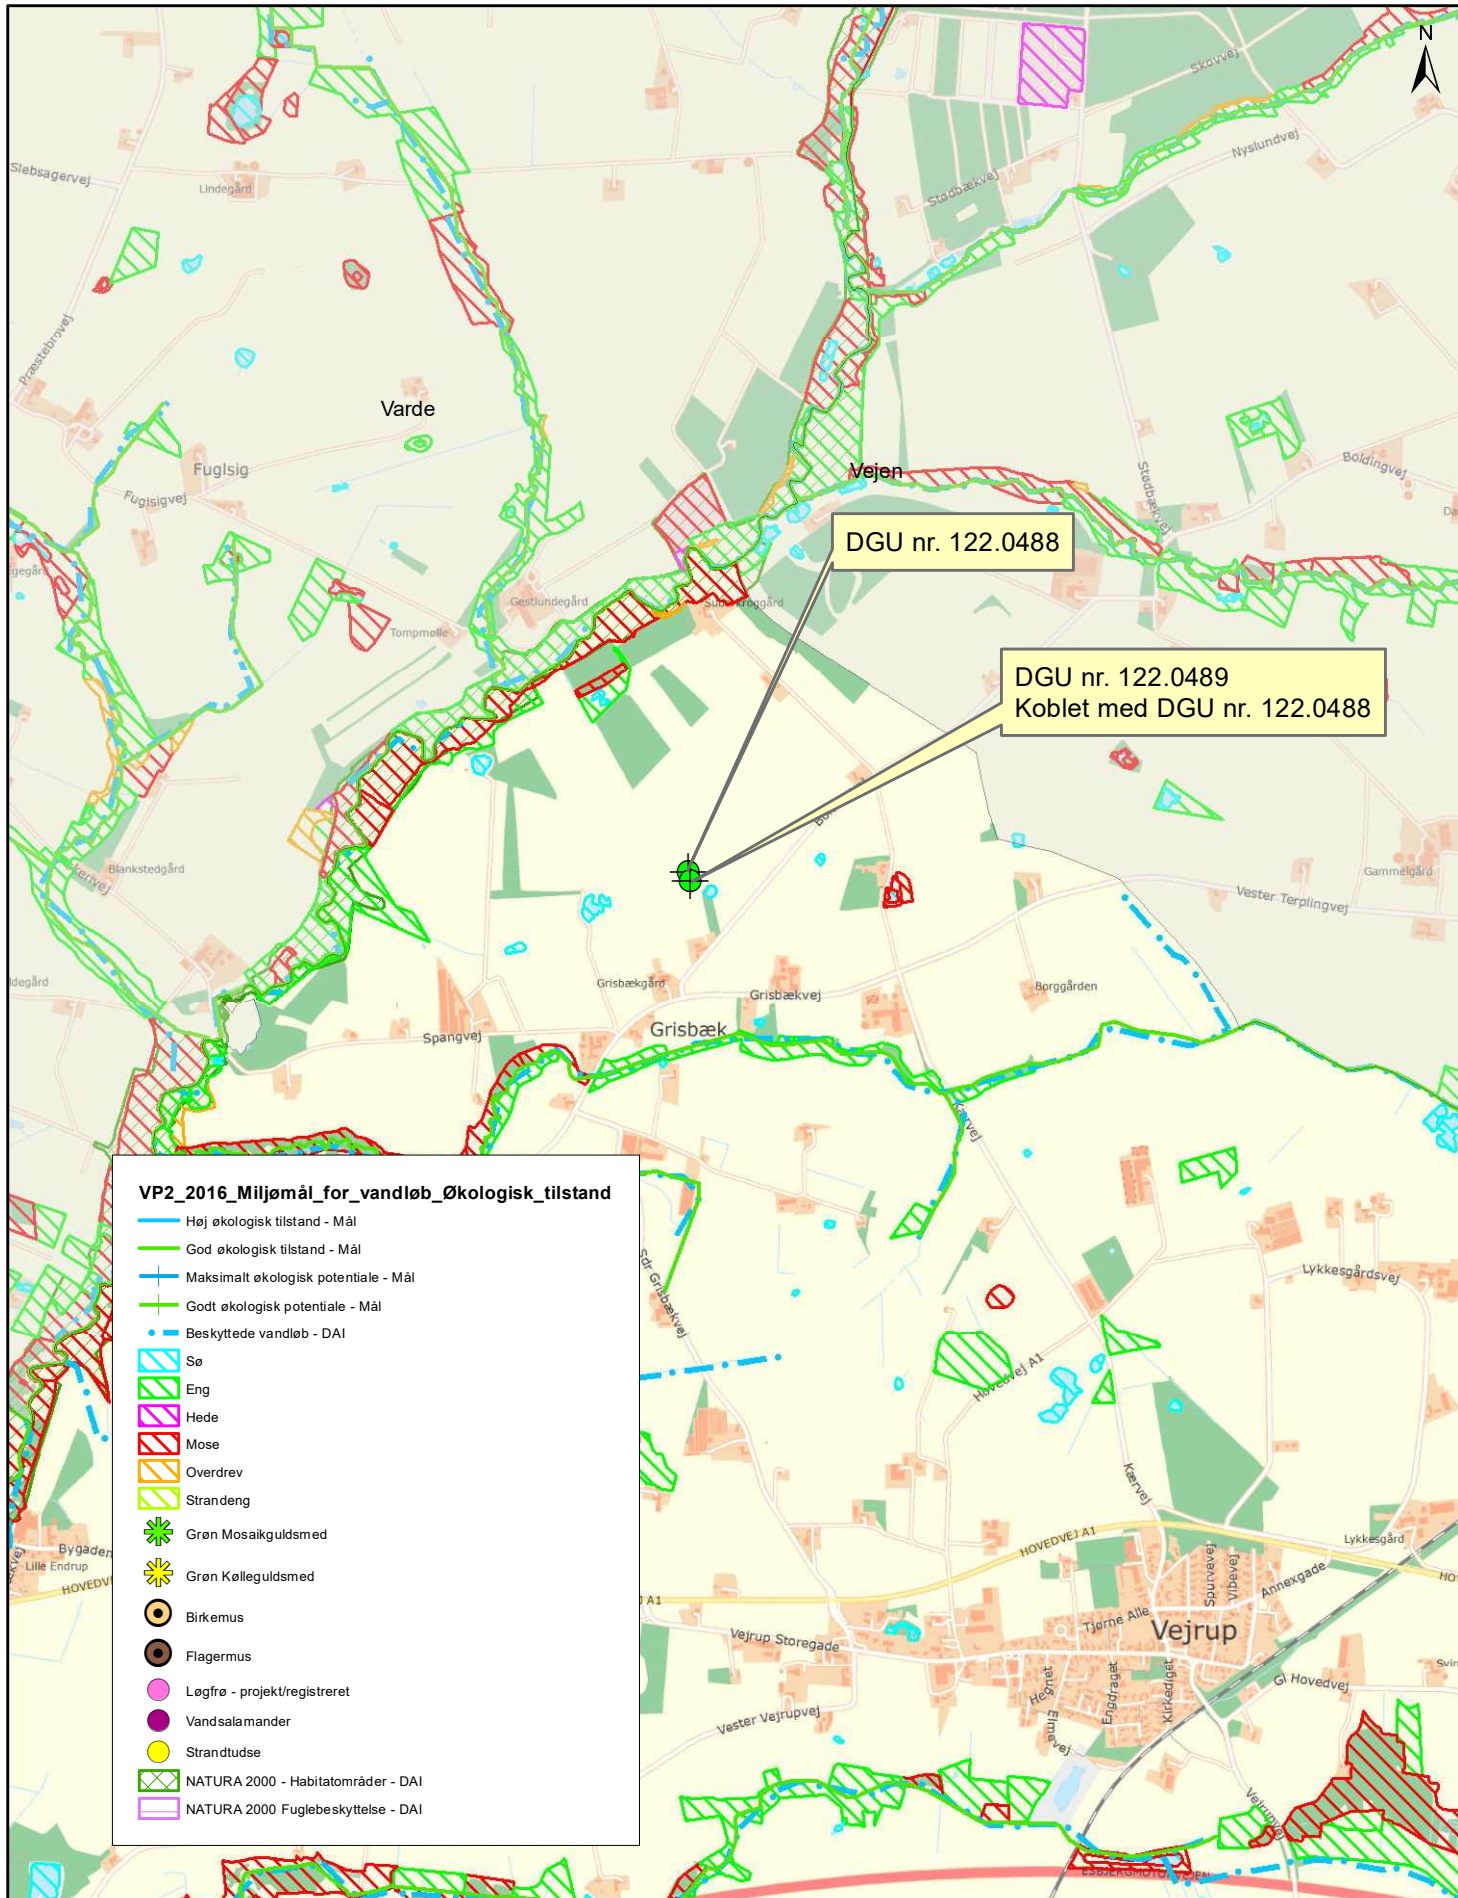 N
Skovvej
Nyslundvej
Slebsagervej
Lindegård
Stødbækvej
Præstebrovej
Varde
Fuglsig
Fuglsigvej
Vejen
Boldingvej
Stødbækvej
DGU nr. 122.0488
Gestlundegård
Tompmølle
DGU nr. 122.0489
Koblet med DGU nr. 122.0488
Blankstedgård
Gammelgård
Vester Terplingvej
Grisbækgård
Grisbækvej
Borggården
Grisbæk
Spangvej
Kærvej
Sdr Grisbækvej
Lykkesgårdsvej
Hovedvej A1
Kærvej
HOVEDVEJ A1
Lykkesgård
Bygaden
Lille Endrup
Spurvevej
Vibevej
Annexgade
Tjørne Alle
Vejrup
Vejrup Storegade
Hegnet
Elmevej
Engdraget
Kirkediget
Gl Hovedvej
Vester Vejrupvej
Vejrupvej
ESBJERGMOTORVEJEN
VP2_2016_Miljømål_for_vandløb_Økologisk_tilstand
Høj økologisk tilstand - Mål
God økologisk tilstand - Mål
Maksimalt økologisk potentiale - Mål
Godt økologisk potentiale - Mål
Beskyttede vandløb - DAI
Sø
Eng
Hede
Mose
Overdrev
Strandeng
Grøn Mosaikguldsmed
Grøn Kølleguldsmed
Birkemus
Flagermus
Løgfrø - projekt/registreret
Vandsalamander
Strandtudse
NATURA 2000 - Habitatområder - DAI
NATURA 2000 Fuglebeskyttelse - DAI